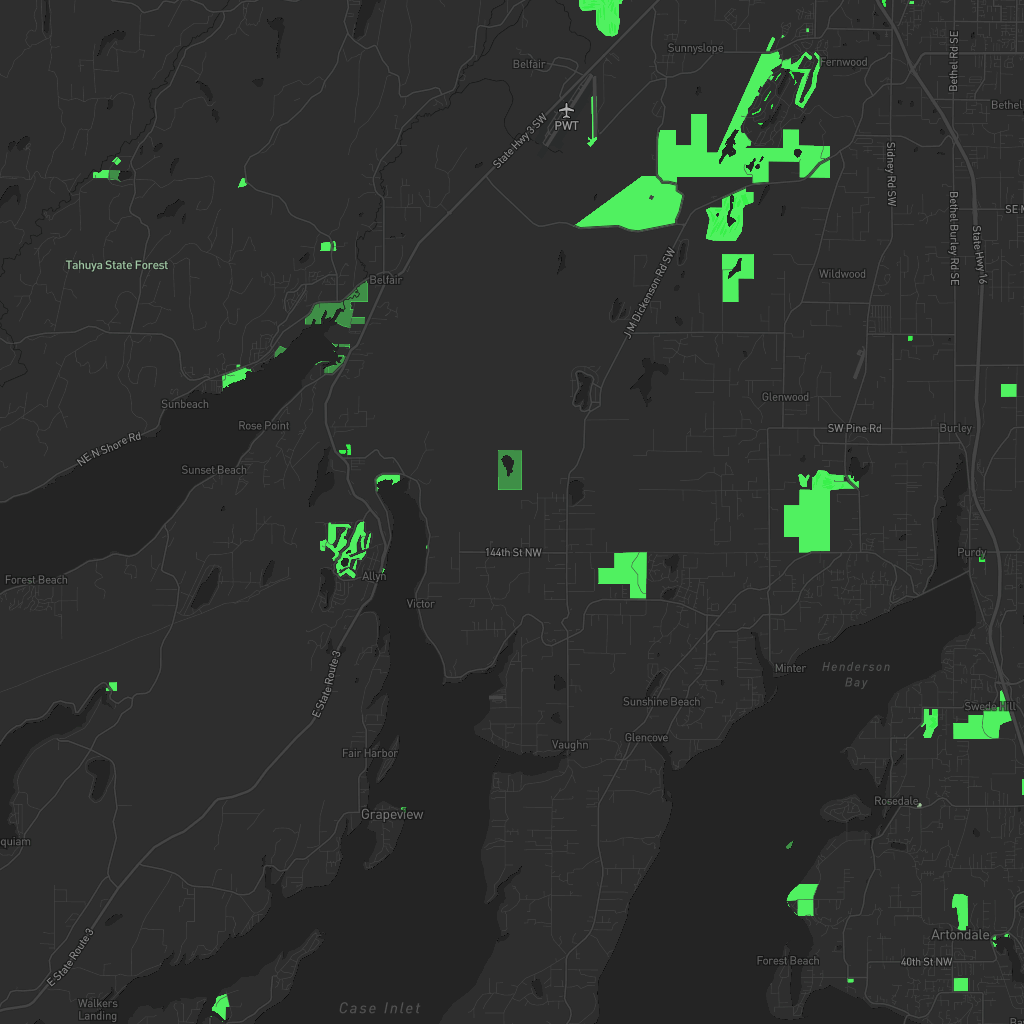 Sunnyslope
Belfair
Fernwood
Bethel Rd SE
PWT
State Hwy 3 SW
Sidney Rd SW
Bethel Burley Rd SE
State Hwy 16
Tahuya State Forest
Belfair
Wildwood
J M Dickenson Rd SW
Sunbeach
Glenwood
Rose Point
SW Pine Rd
Burley
NE N Shore Rd
Sunset Beach
144th St NW
Purdy
Forest Beach
Allyn
Victor
Minter
Henderson
Bay
E State Route 3
Sunshine Beach
Swede Hill
Glencove
Vaughn
Fair Harbor
Rosedale
Grapeview
quiam
E State Route 3
Artondale
Forest Beach
40th St NW
Walkers
Landing
Case Inlet